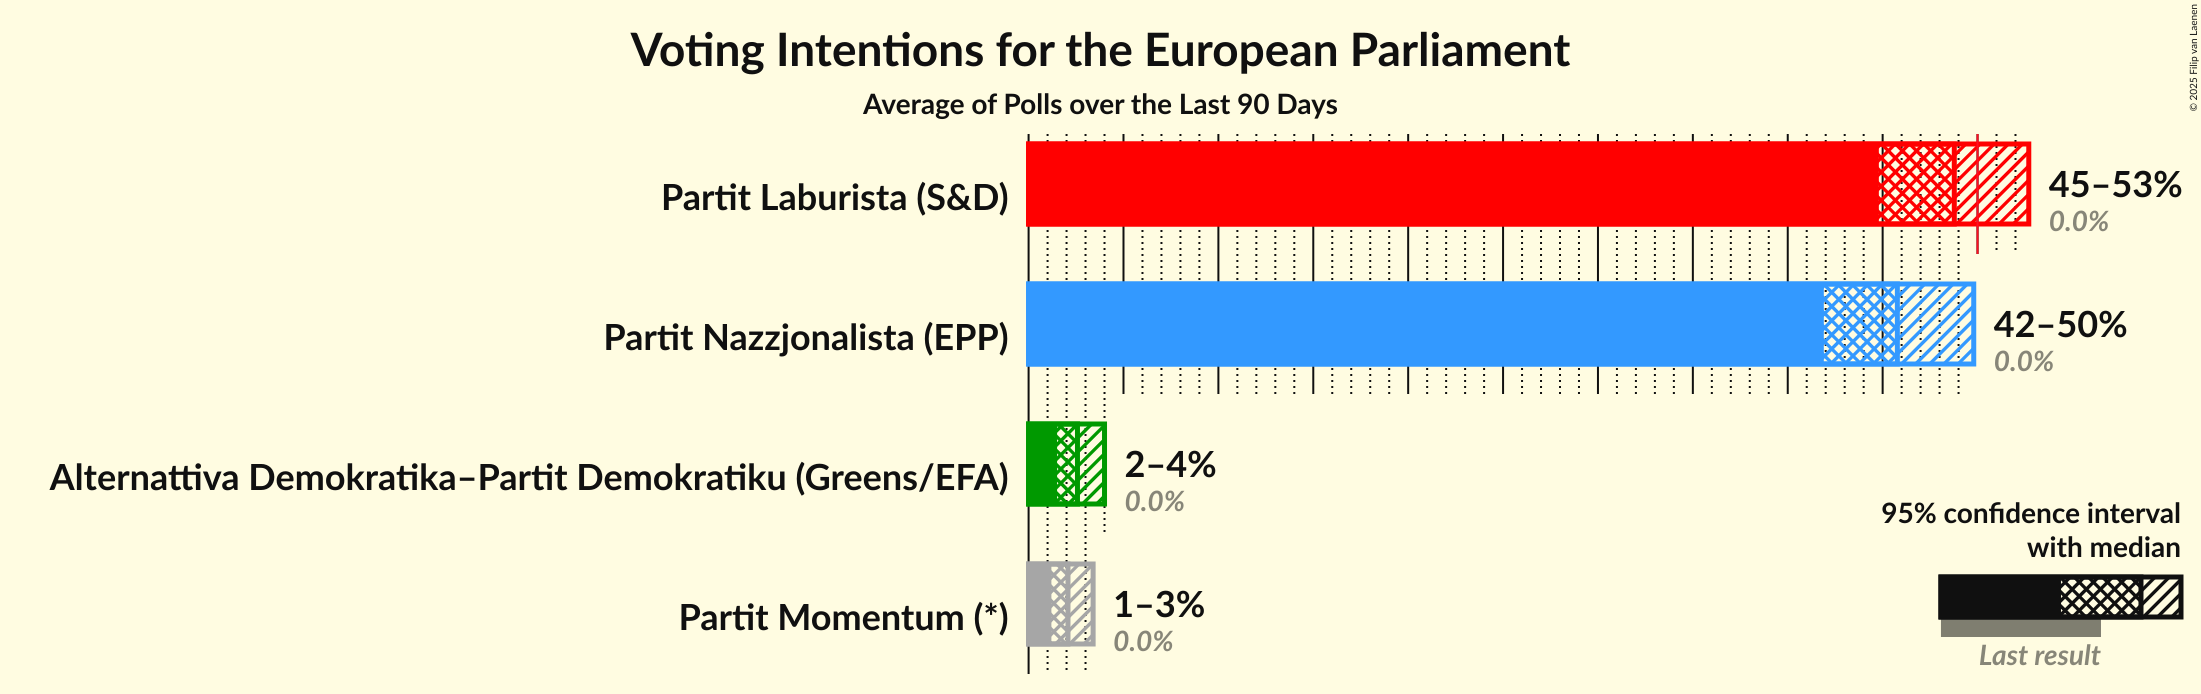 © 2025 Filip van Laenen
Voting Intentions for the European Parliament
Average of Polls over the Last 90 Days
Partit Laburista (S&D)
45–53%
0.0%
Partit Nazzjonalista (EPP)
42–50%
0.0%
Alternattiva Demokratika–Partit Demokratiku (Greens/EFA)
2–4%
0.0%
Partit Momentum (*)
1–3%
0.0%
95% confidence interval
with median
Last result